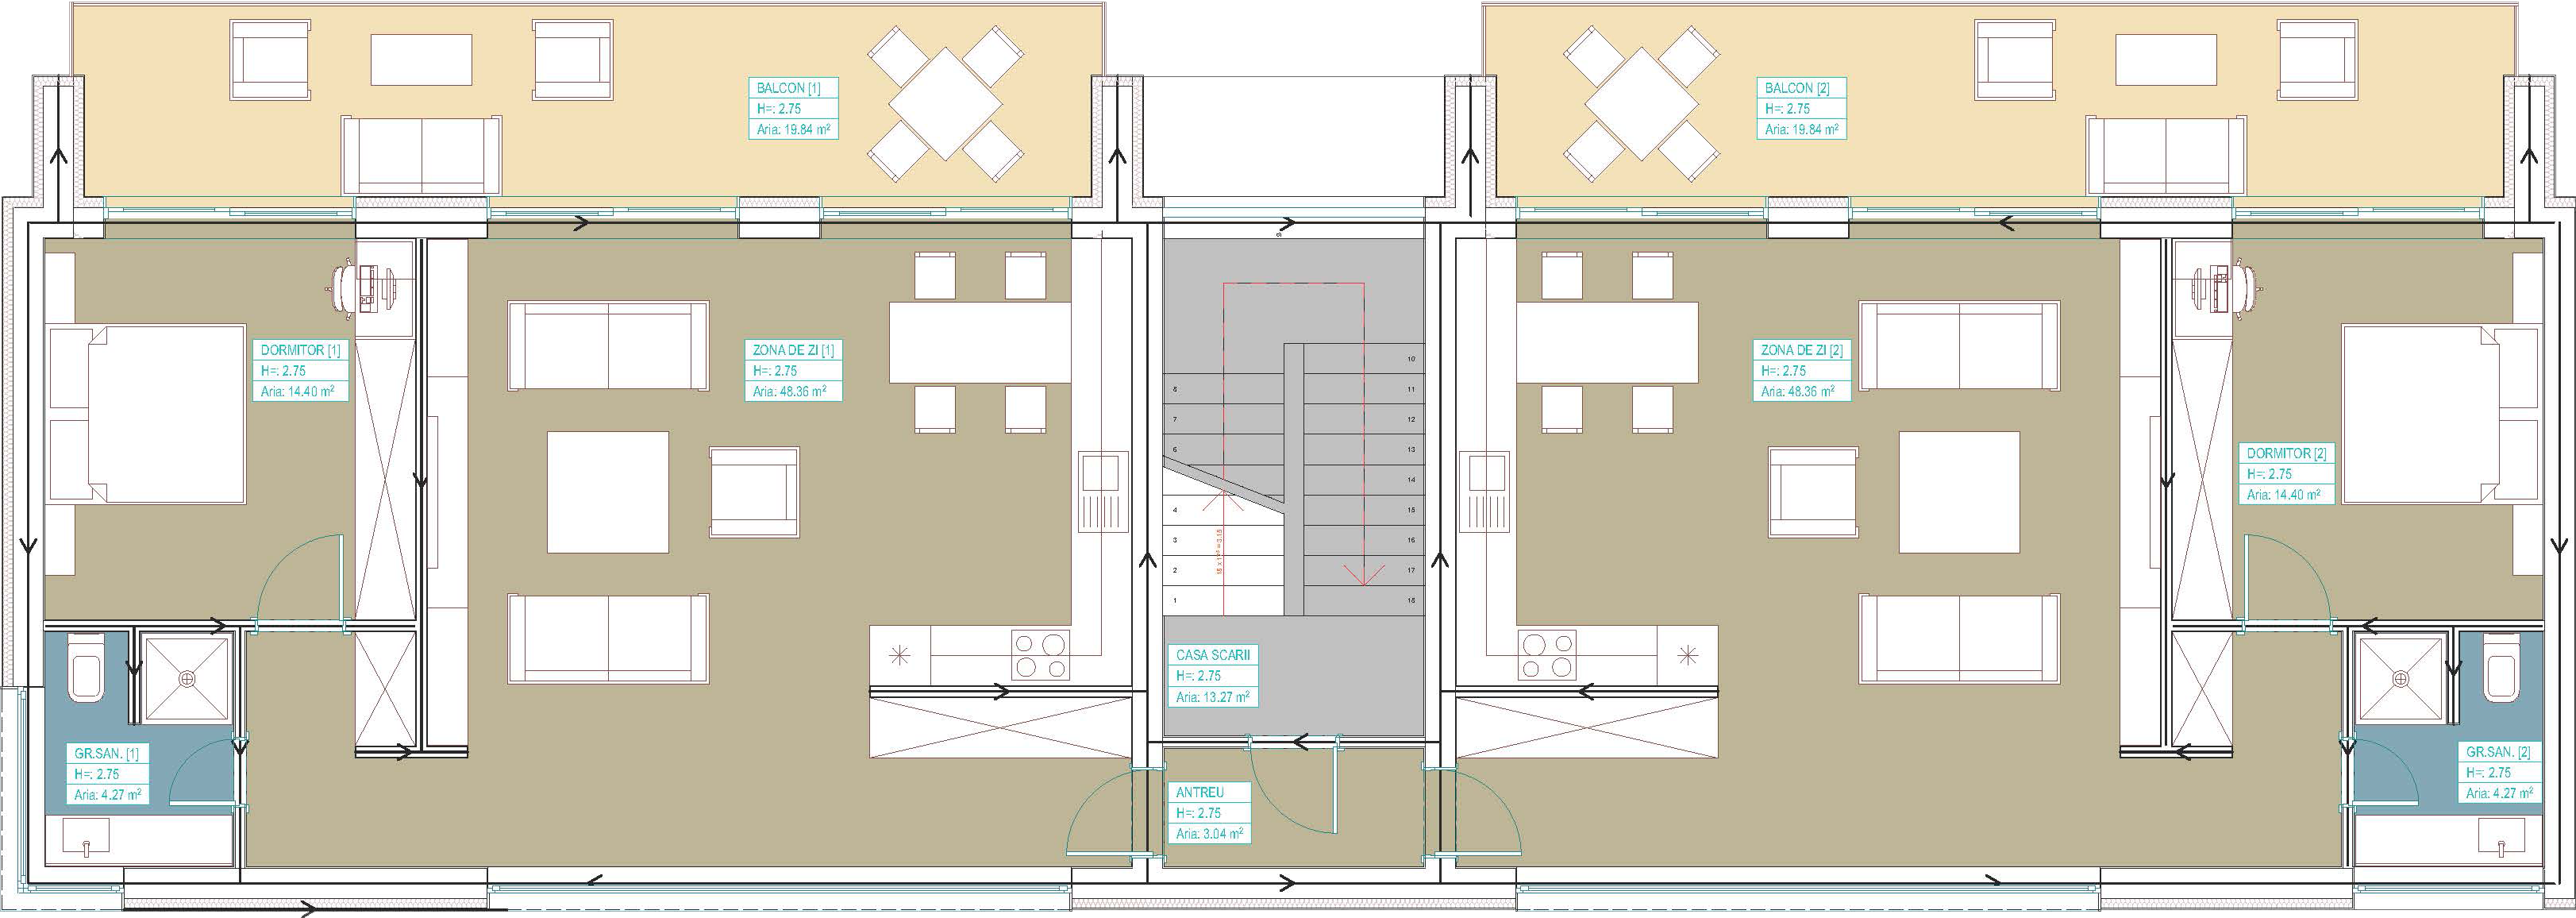 BALCON [1]
H=: 2.75
Aria: 19.84 m²
BALCON [2]
H=: 2.75
Aria: 19.84 m²
DORMITOR [1]
H=: 2.75
Aria: 14.40 m²
ZONA DE ZI [1]
H=: 2.75
Aria: 48.36 m²
ZONA DE ZI [2]
H=: 2.75
Aria: 48.36 m²
DORMITOR [2]
H=: 2.75
Aria: 14.40 m²
10
8
11
7
12
6
13
14
4
15
3
16
2
17
1
18
CASA SCARII
H=: 2.75
Aria: 13.27 m²
GR.SAN. [1]
H=: 2.75
Aria: 4.27 m²
ANTREU
H=: 2.75
Aria: 3.04 m²
GR.SAN. [2]
H=: 2.75
Aria: 4.27 m²